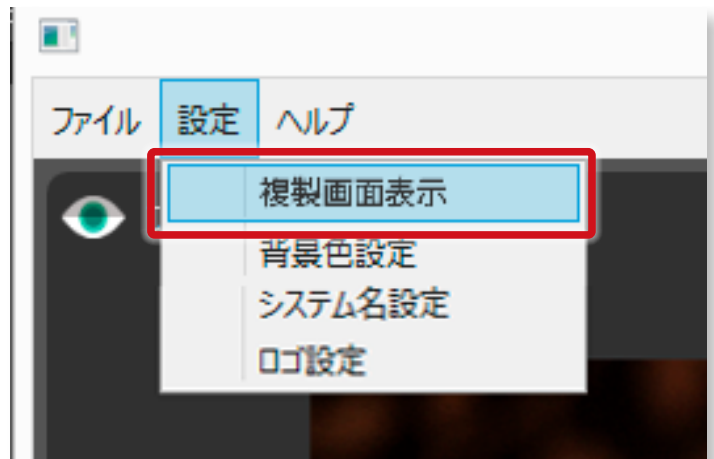 ファイル 設定 ヘルプ
複製画面表示
背景色設定
システム名設定
ロゴ設定